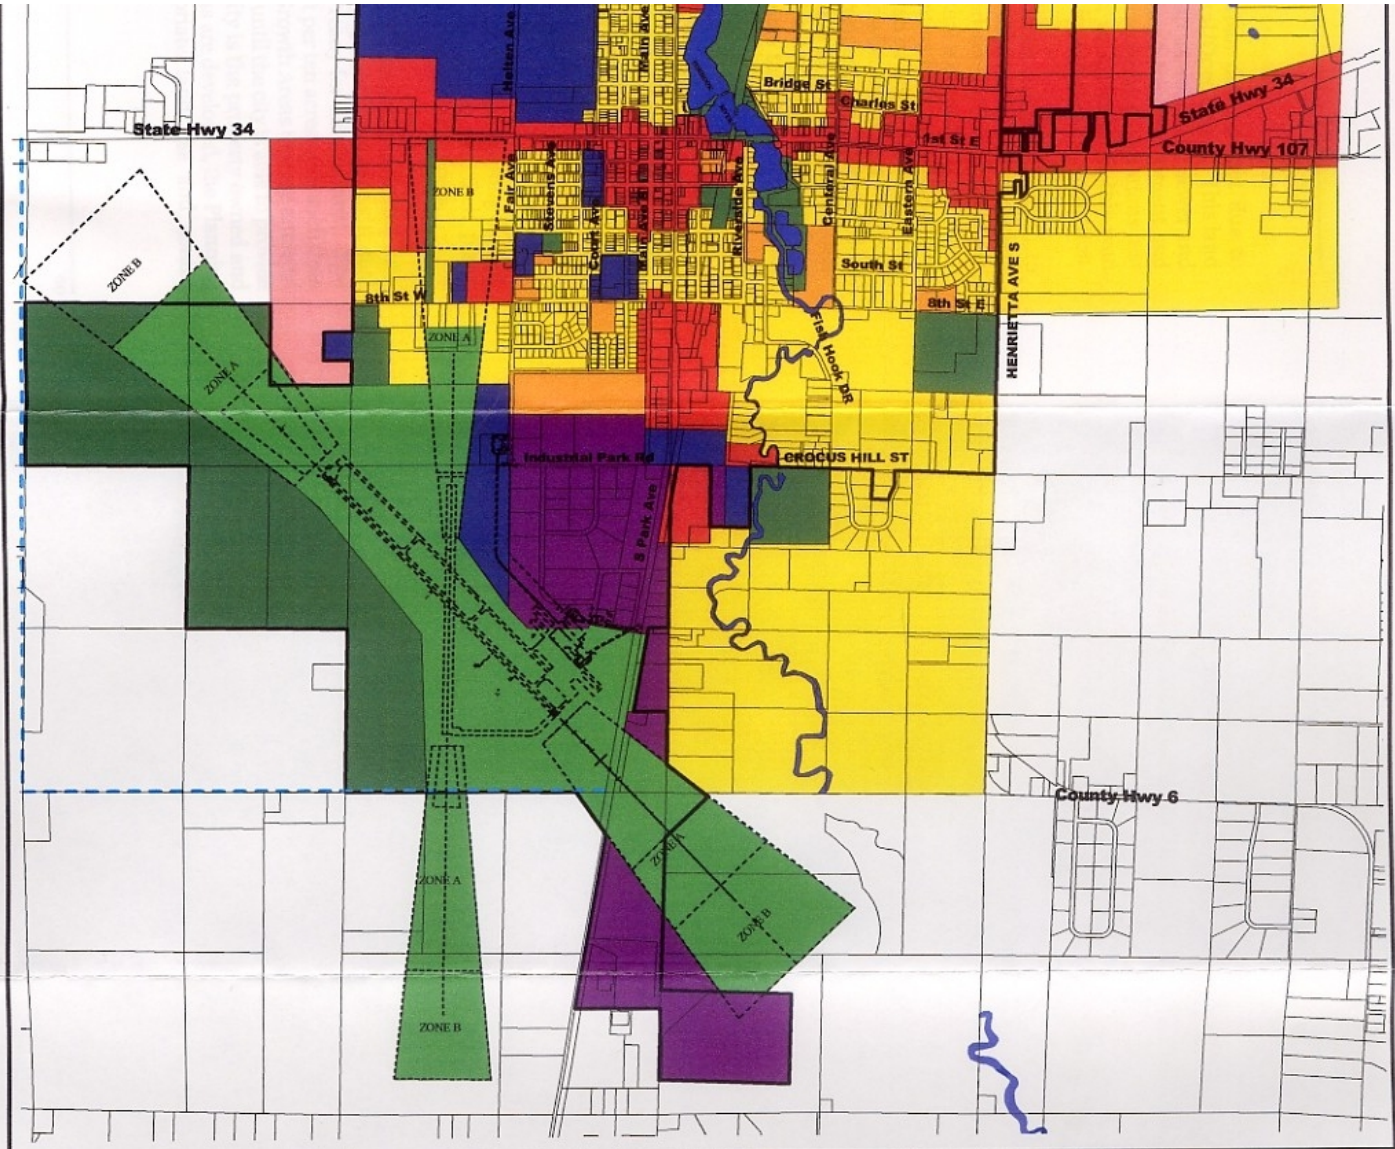 Helten Ave
Main Ave
Bridge St
Charles St
State Hwy 34
State Hwy 34
1st St E
County Hwy 107
ZONE B
Fair Ave
Stevens Ave
Court Ave
Main Ave S
Riverside Ave
Central Ave
Eastern Ave
ZONE B
South St
HENRIETTA AVE S
8th St W
8th St E
ZONE A
Fish Hook DR
ZONE A
Industrial Park Rd
CROCUS HILL ST
S Park Ave
County Hwy 6
ZONE A
ZONE A
ZONE B
ZONE B